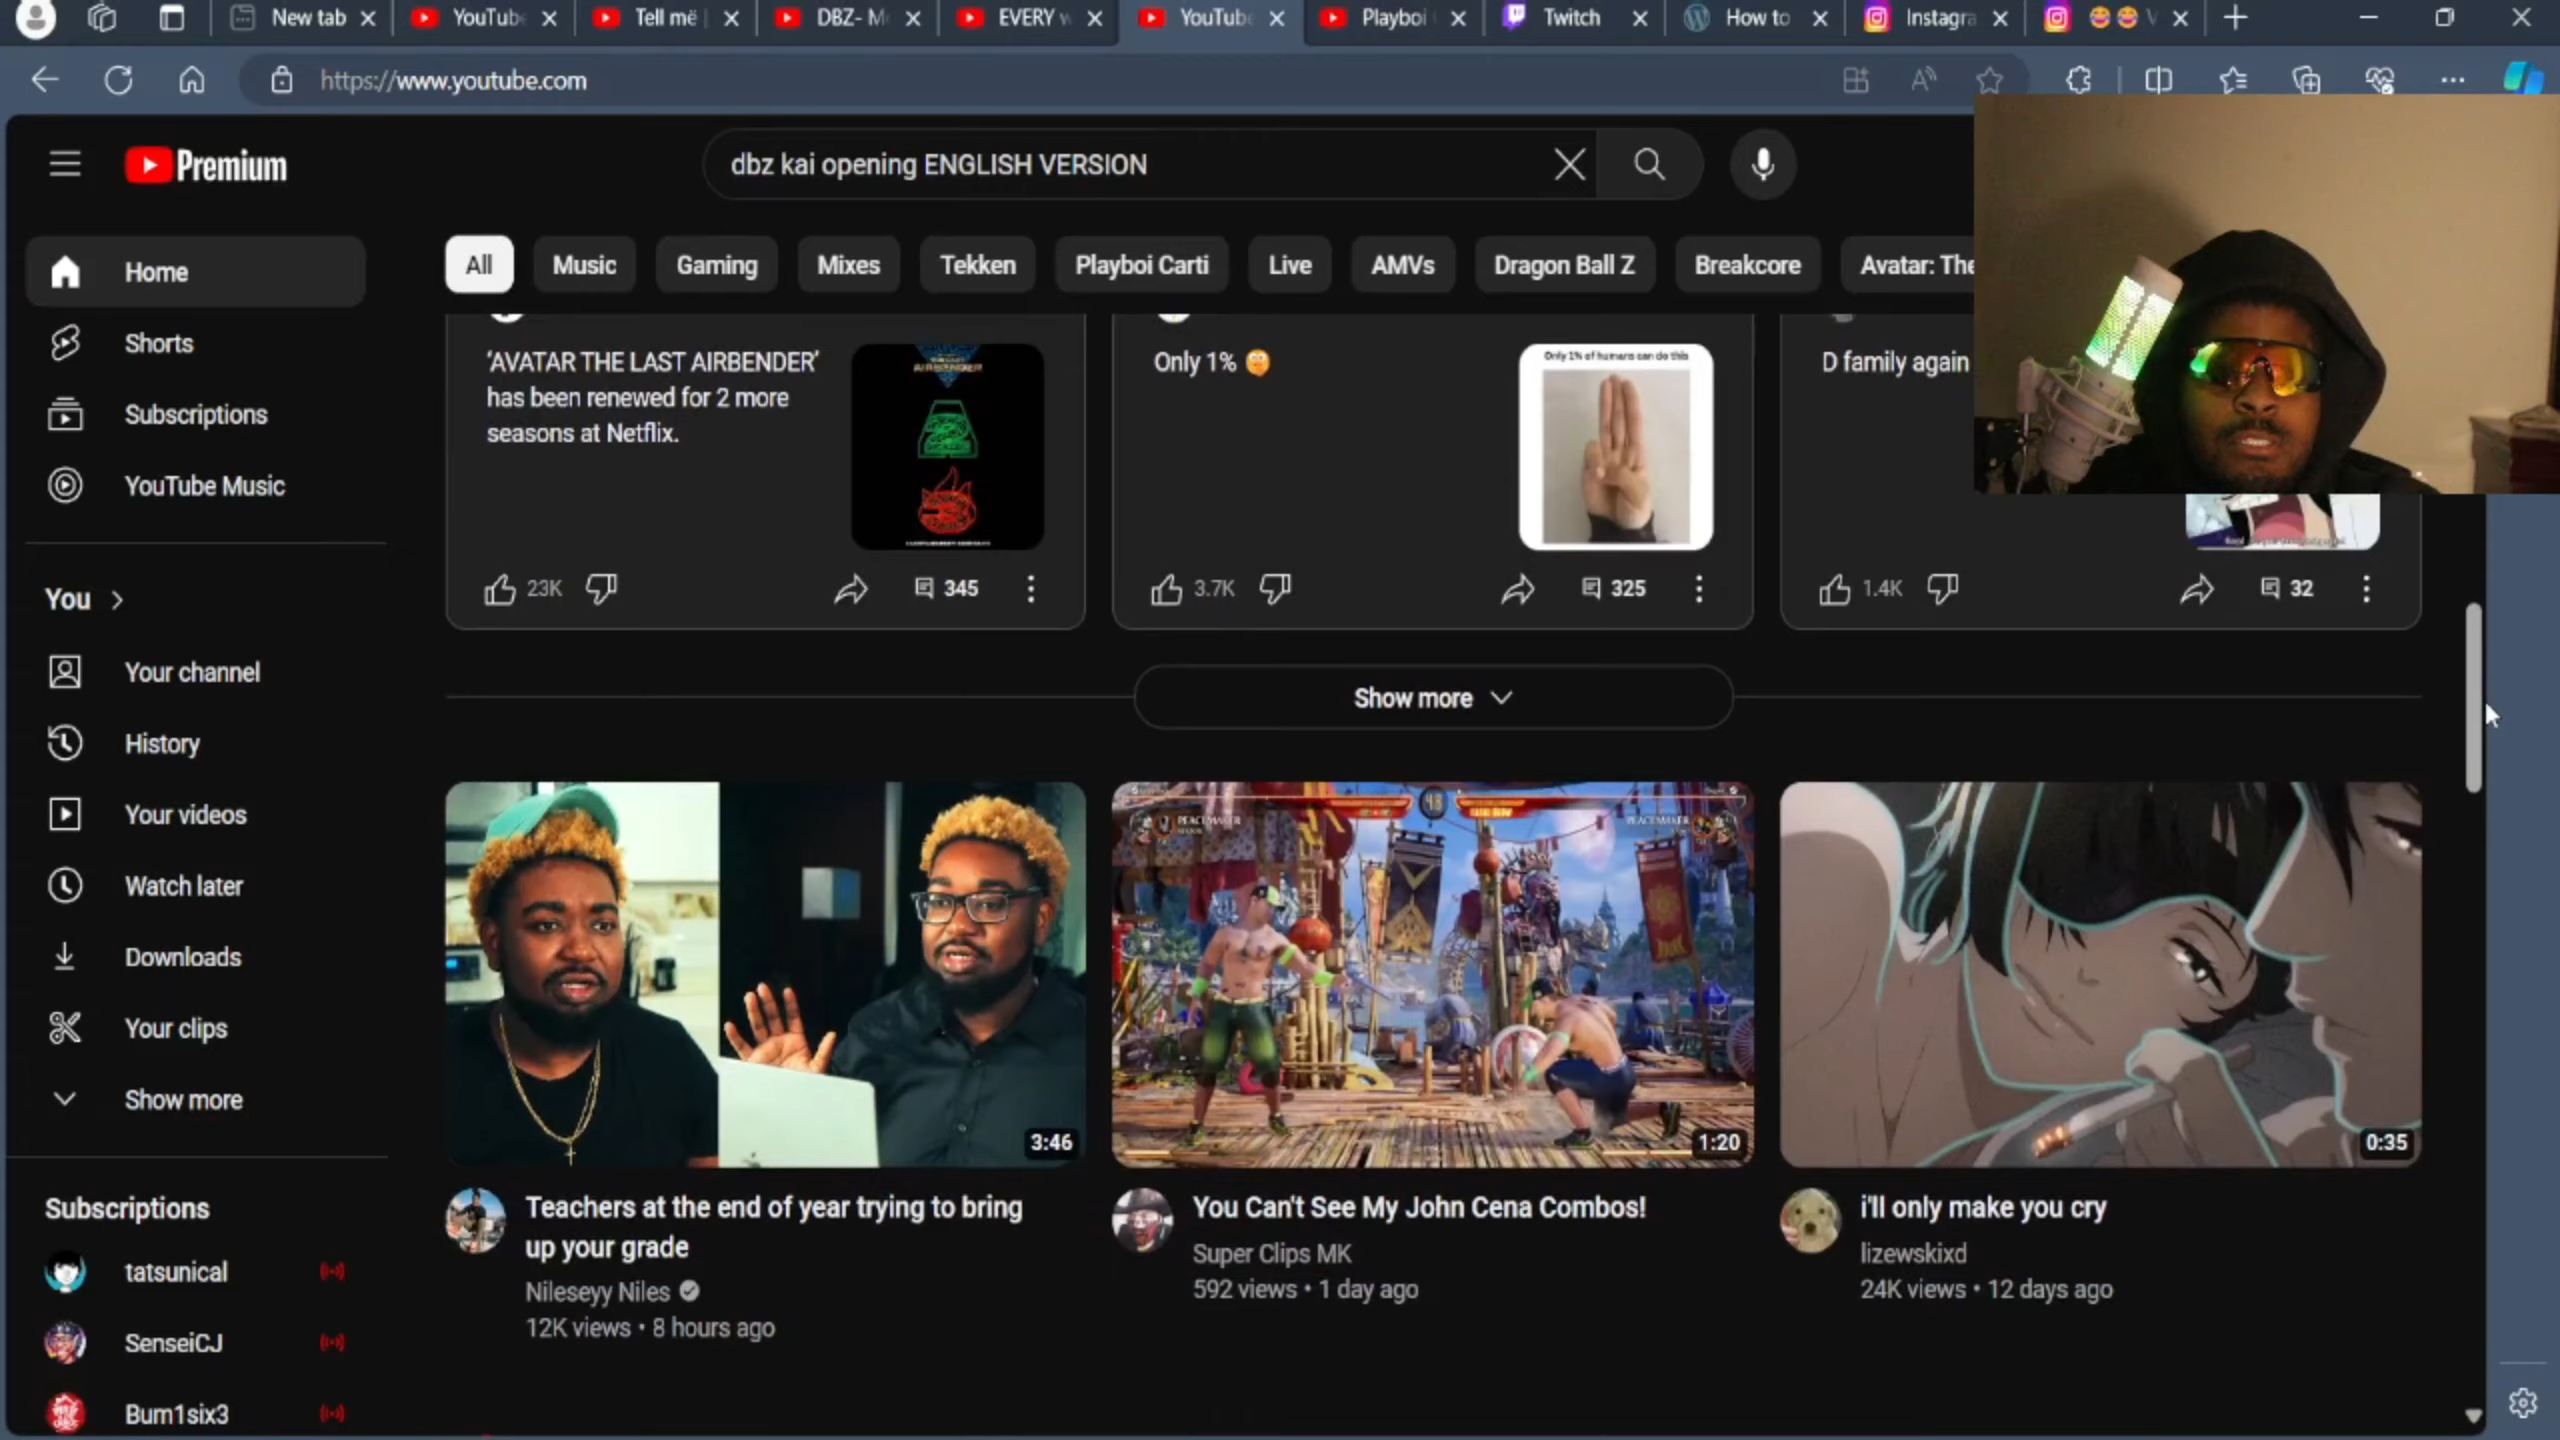 New tab
YouTube
Tell më
DBZ- M
EVERY
YouTube
Playboi
Twitch
How to
Instagra
https://www.youtube.com
Premium
dbz kai opening ENGLISH VERSION
All
Music
Gaming
Mixes
Tekken
Playboi Carti
Live
AMVs
Dragon Ball Z
Breakcore
Avatar: The
Home
Shorts
Subscriptions
YouTube Music
You
Your channel
History
Your videos
Watch later
Downloads
Your clips
Show more
Subscriptions
tatsunical
SenseiCJ
Bum1six3
'AVATAR THE LAST AIRBENDER'
has been renewed for 2 more
seasons at Netflix.
AIRBENDER
23K
345
Only 1% 🫣
Only 1% of humans can do this
3.7K
325
D family again
1.4K
32
Show more
3:46
Teachers at the end of year trying to bring
up your grade
Nileseyy Niles
12K views • 8 hours ago
PEACEMAKER
PEACEMAKER
1:20
You Can't See My John Cena Combos!
Super Clips MK
592 views • 1 day ago
0:35
i'll only make you cry
lizewskixd
24K views • 12 days ago